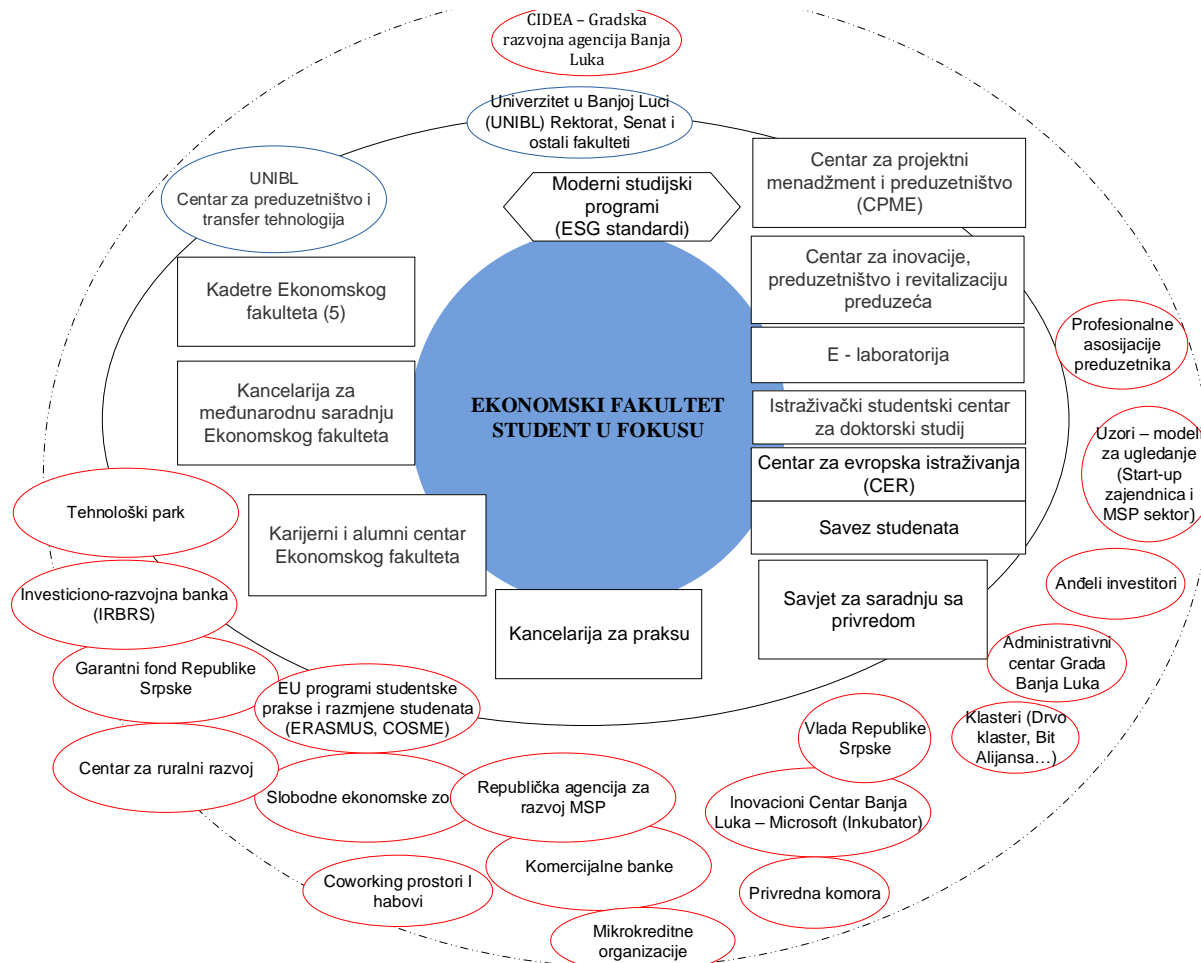 CIDEA – Gradska
razvojna agencija Banja
Luka
Univerzitet u Banjoj Luci
(UNIBL) Rektorat, Senat i
ostali fakulteti
UNIBL
Centar za preduzetništvo i
transfer tehnologija
Moderni studijski
programi
(ESG standardi)
Centar za projektni
menadžment i preduzetništvo
(CPME)
Kadetre Ekonomskog
fakulteta (5)
Centar za inovacije,
preduzetništvo i revitalizaciju
preduzeća
E - laboratorija
Profesionalne
asosijacije
preduzetnika
Kancelarija za
međunarodnu saradnju
Ekonomskog fakulteta
EKONOMSKI FAKULTET
STUDENT U FOKUSU
Istraživački studentski centar
za doktorski studij
Centar za evropska istraživanja
(CER)
Savez studenata
Uzori – modeli
za ugledanje
(Start-up
zajendnica i
MSP sektor)
Tehnološki park
Karijerni i alumni centar
Ekonomskog fakulteta
Investiciono-razvojna banka
(IRBRS)
Kancelarija za praksu
Savjet za saradnju sa
privredom
Anđeli investitori
Administrativni
centar Grada
Banja Luka
Garantni fond Republike
Srpske
EU programi studentske
prakse i razmjene studenata
(ERASMUS, COSME)
Vlada Republike
Srpske
Klasteri (Drvo
klaster, Bit
Alijansa…)
Centar za ruralni razvoj
Slobodne ekonomske zo
Republička agencija za
razvoj MSP
Inovacioni Centar Banja
Luka – Microsoft (Inkubator)
Komercijalne banke
Coworking prostori I
habovi
Privredna komora
Mikrokreditne
organizacije